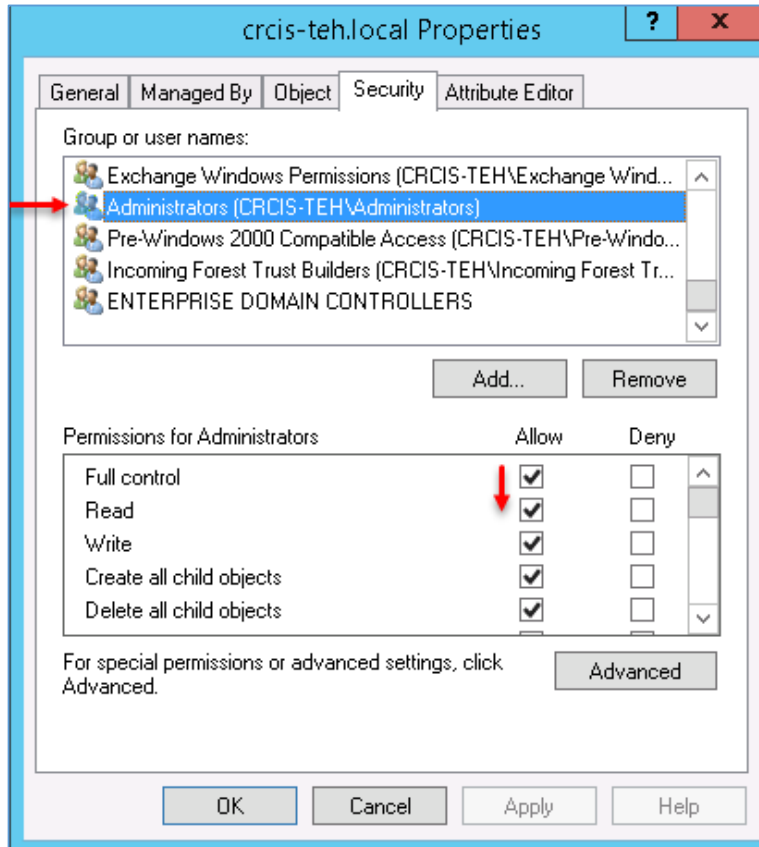 crcis-teh.local Properties
?
x
General Managed By Object Security Attribute Editor
Group or user names:
Exchange Windows Permissions (CRCIS-TEH\Exchange Wind...
Administrators (CRCIS-TEH\Administrators)
Pre-Windows 2000 Compatible Access (CRCIS-TEH\Pre-Windo...
Incoming Forest Trust Builders (CRCIS-TEH\Incoming Forest Tr...
ENTERPRISE DOMAIN CONTROLLERS
Add... Remove
Permissions for Administrators Allow Deny
Full control
Read
Write
Create all child objects
Delete all child objects
For special permissions or advanced settings, click
Advanced.
Advanced
OK Cancel Apply Help